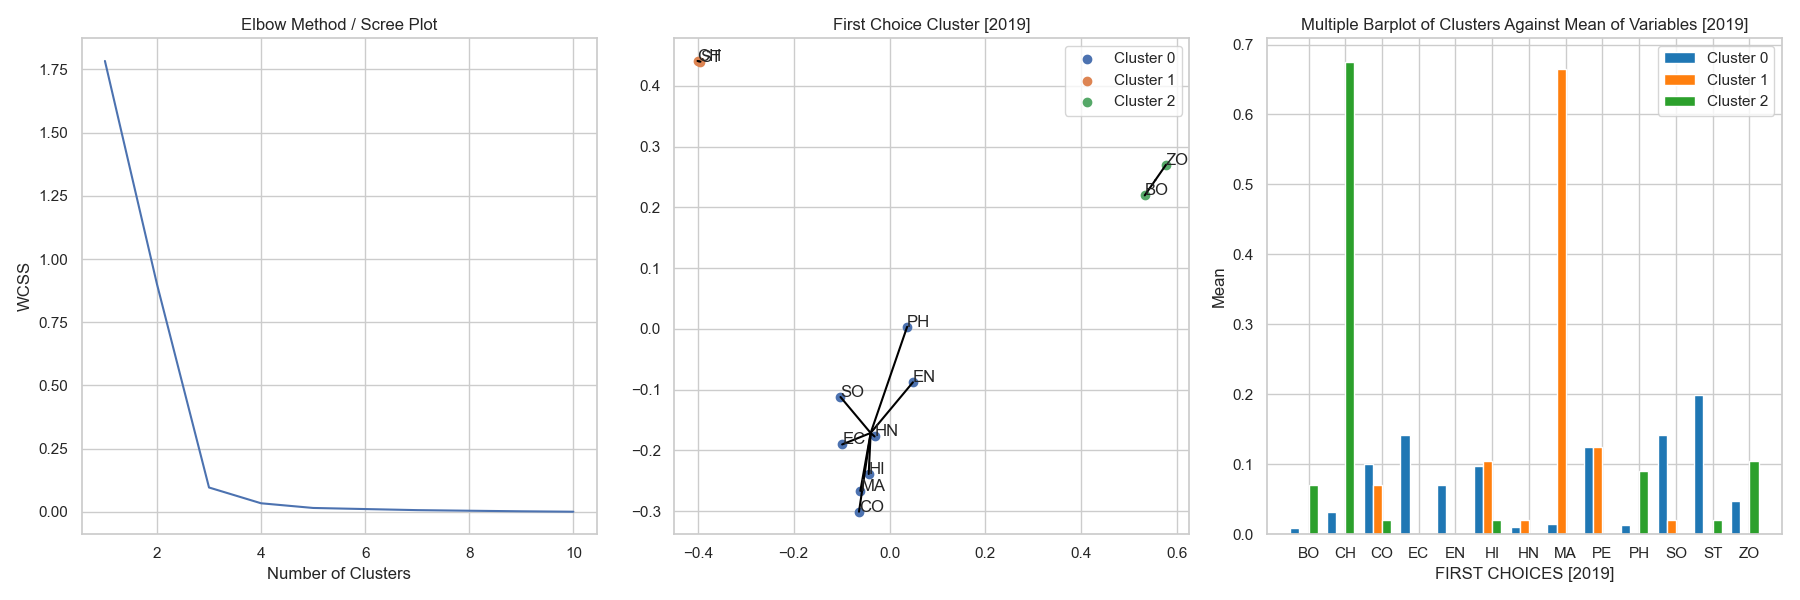 Elbow Method / Scree Plot
WCSS
1.75
1.50
1.25
1.00
0.75
0.50
0.25
0.00
2 4 6 8 10
Number of Clusters
First Choice Cluster [2019]
Cluster 0
Cluster 1
Cluster 2
0.4
0.3
0.2
0.1
0.0
−0.1
−0.2
−0.3
ZO
BO
PH
EN
SO
HN
EC
HI
MA
CO
−0.4 −0.2 0.0 0.2 0.4 0.6
Multiple Barplot of Clusters Against Mean of Variables [2019]
Cluster 0
Cluster 1
Cluster 2
Mean
0.7
0.6
0.5
0.4
0.3
0.2
0.1
0.0
BO CH CO EC EN HI HN MA PE PH SO ST ZO
FIRST CHOICES [2019]